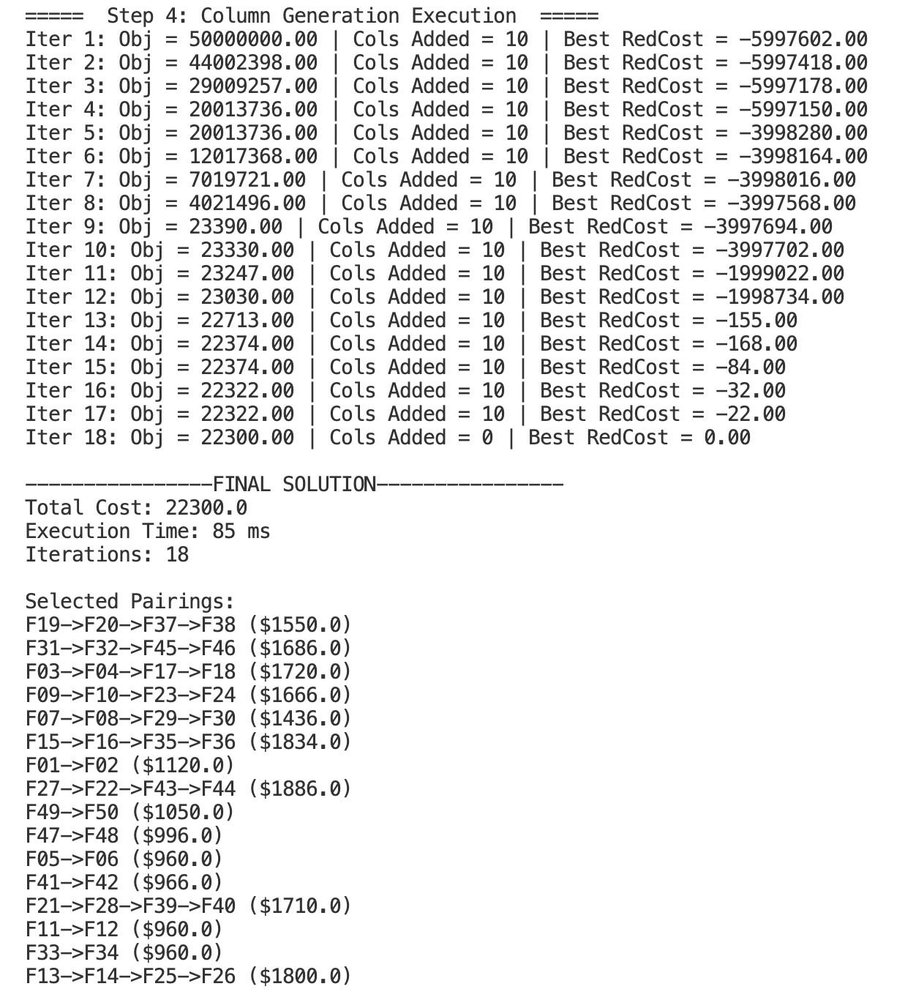 =====  Step 4: Column Generation Execution  =====
Iter 1: Obj = 50000000.00 | Cols Added = 10 | Best RedCost = -5997602.00
Iter 2: Obj = 44002398.00 | Cols Added = 10 | Best RedCost = -5997418.00
Iter 3: Obj = 29009257.00 | Cols Added = 10 | Best RedCost = -5997178.00
Iter 4: Obj = 20013736.00 | Cols Added = 10 | Best RedCost = -5997150.00
Iter 5: Obj = 20013736.00 | Cols Added = 10 | Best RedCost = -3998280.00
Iter 6: Obj = 12017368.00 | Cols Added = 10 | Best RedCost = -3998164.00
Iter 7: Obj = 7019721.00 | Cols Added = 10 | Best RedCost = -3998016.00
Iter 8: Obj = 4021496.00 | Cols Added = 10 | Best RedCost = -3997568.00
Iter 9: Obj = 23390.00 | Cols Added = 10 | Best RedCost = -3997694.00
Iter 10: Obj = 23330.00 | Cols Added = 10 | Best RedCost = -3997702.00
Iter 11: Obj = 23247.00 | Cols Added = 10 | Best RedCost = -1999022.00
Iter 12: Obj = 23030.00 | Cols Added = 10 | Best RedCost = -1998734.00
Iter 13: Obj = 22713.00 | Cols Added = 10 | Best RedCost = -155.00
Iter 14: Obj = 22374.00 | Cols Added = 10 | Best RedCost = -168.00
Iter 15: Obj = 22374.00 | Cols Added = 10 | Best RedCost = -84.00
Iter 16: Obj = 22322.00 | Cols Added = 10 | Best RedCost = -32.00
Iter 17: Obj = 22322.00 | Cols Added = 10 | Best RedCost = -22.00
Iter 18: Obj = 22300.00 | Cols Added = 0 | Best RedCost = 0.00
----------------FINAL SOLUTION----------------
Total Cost: 22300.0
Execution Time: 85 ms
Iterations: 18
Selected Pairings:
F19->F20->F37->F38 ($1550.0)
F31->F32->F45->F46 ($1686.0)
F03->F04->F17->F18 ($1720.0)
F09->F10->F23->F24 ($1666.0)
F07->F08->F29->F30 ($1436.0)
F15->F16->F35->F36 ($1834.0)
F01->F02 ($1120.0)
F27->F22->F43->F44 ($1886.0)
F49->F50 ($1050.0)
F47->F48 ($996.0)
F05->F06 ($960.0)
F41->F42 ($966.0)
F21->F28->F39->F40 ($1710.0)
F11->F12 ($960.0)
F33->F34 ($960.0)
F13->F14->F25->F26 ($1800.0)